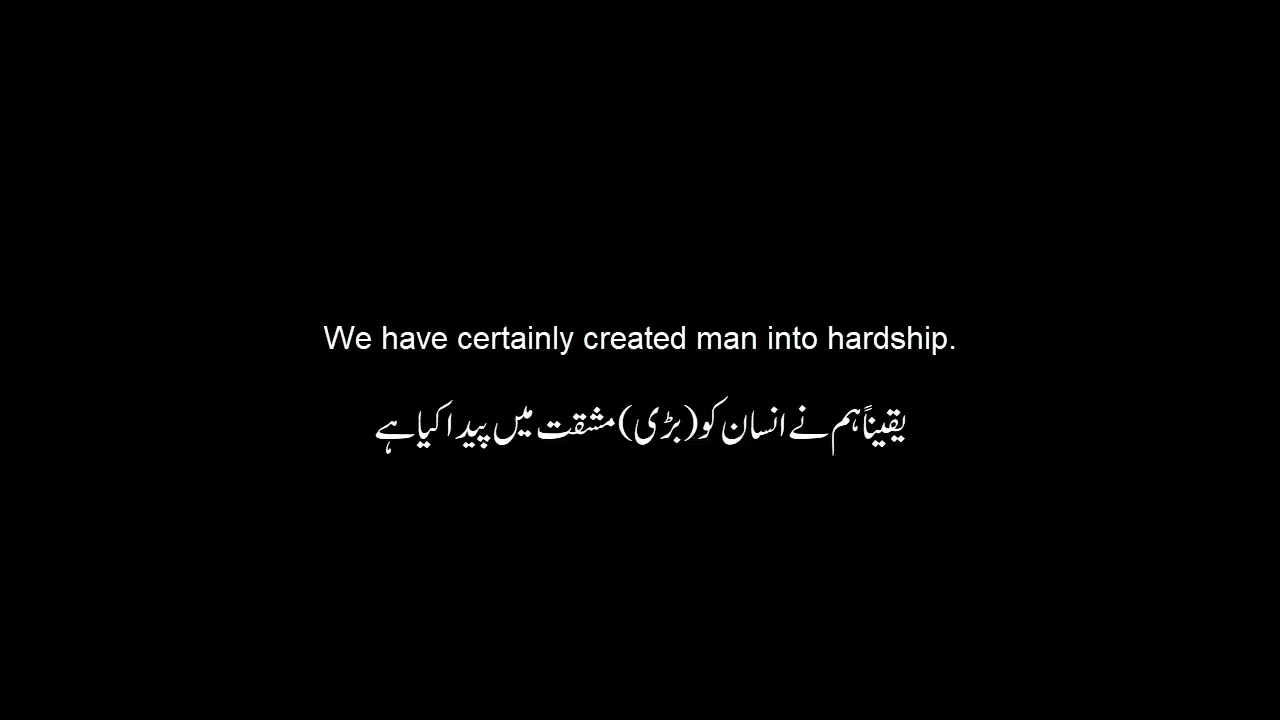 We have certainly created man into hardship.
یقیناً ہم نے انسان کو (بڑی) مشقت میں پیدا کیا ہے